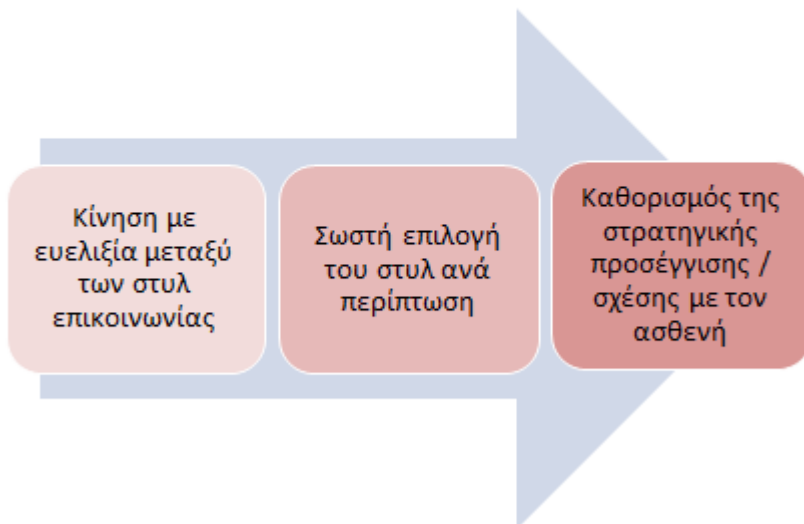 Κίνηση με
ευελιξία μεταξύ
των στυλ
επικοινωνίας
Σωστή επιλογή
του στυλ ανά
περίπτωση
Καθορισμός της
στρατηγικής
προσέγγισης /
σχέσης με τον
ασθενή